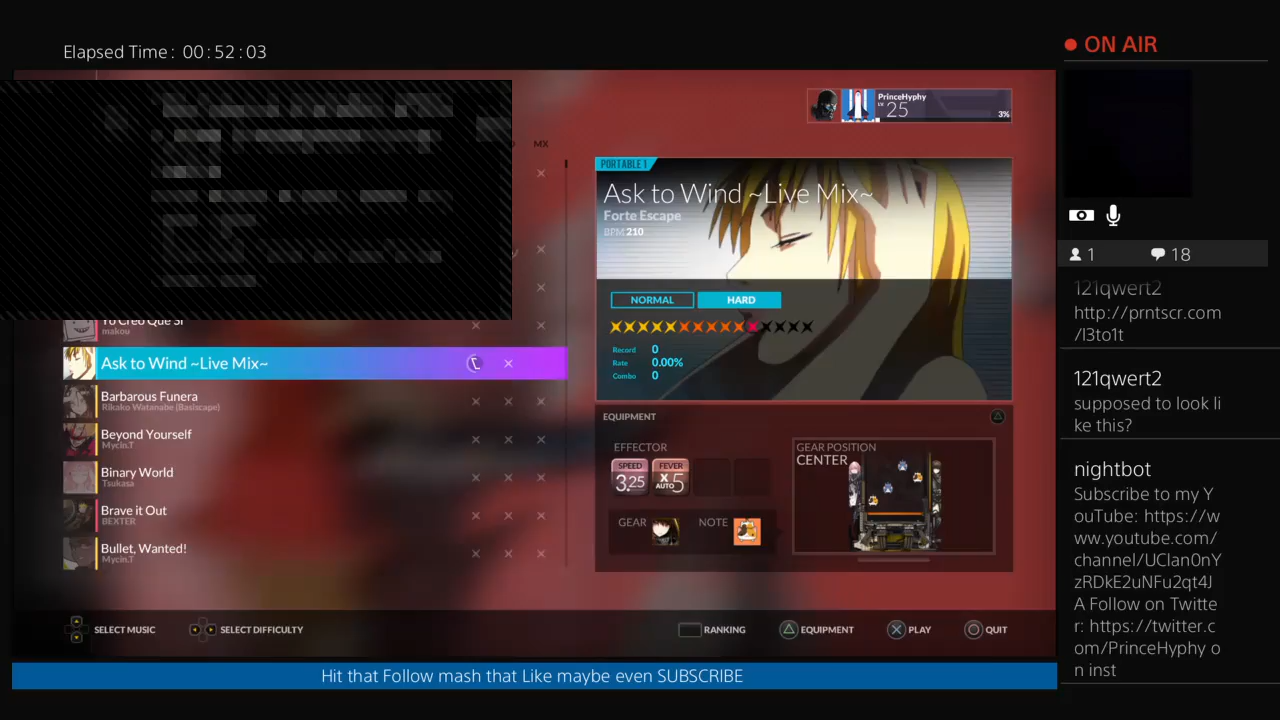 Elapsed Time: 00:52:03
ON AIR
PrinceHyphy
LV 25
3%
MX
1
18
PORTABLE 1
Ask to Wind ~Live Mix~
Forte Escape
BPM 210
NORMAL
HARD
Record 0
Rate 0.00%
Combo 0
Yo Creo Que Si
makou
Ask to Wind ~Live Mix~
Barbarous Funera
Rikako Watanabe (Basiscape)
Beyond Yourself
Mycin.T
Binary World
Tsukasa
Brave it Out
BEXTER
Bullet, Wanted!
Mycin.T
EQUIPMENT
EFFECTOR
SPEED
3.25
FEVER
X AUTO 5
GEAR
NOTE
GEAR POSITION
CENTER
SELECT MUSIC
SELECT DIFFICULTY
RANKING
EQUIPMENT
PLAY
QUIT
Hit that Follow mash that Like maybe even SUBSCRIBE
121qwert2
http://prntscr.com
/l3to1t
121qwert2
supposed to look li
ke this?
nightbot
Subscribe to my Y
ouTube: https://w
ww.youtube.com/
channel/UClan0nY
zRDkE2uNFu2qt4J
A Follow on Twitte
r: https://twitter.c
om/PrinceHyphy o
n inst